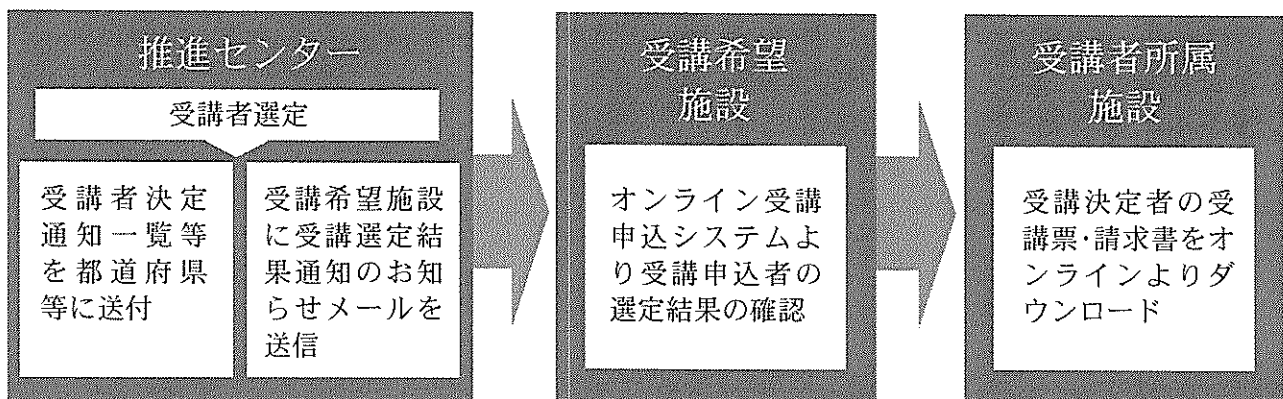 推進センター
受講者選定
受講者決定
通知一覧等
を都道府県
等に送付
受講希望施設
に受講選定結
果通知のお知
らせメールを
送信
受講希望
施設
オンライン受講
申込システムよ
り受講申込者の
選定結果の確認
受講者所属
施設
受講決定者の受
講票・請求書をオ
ンラインよりダ
ウンロード